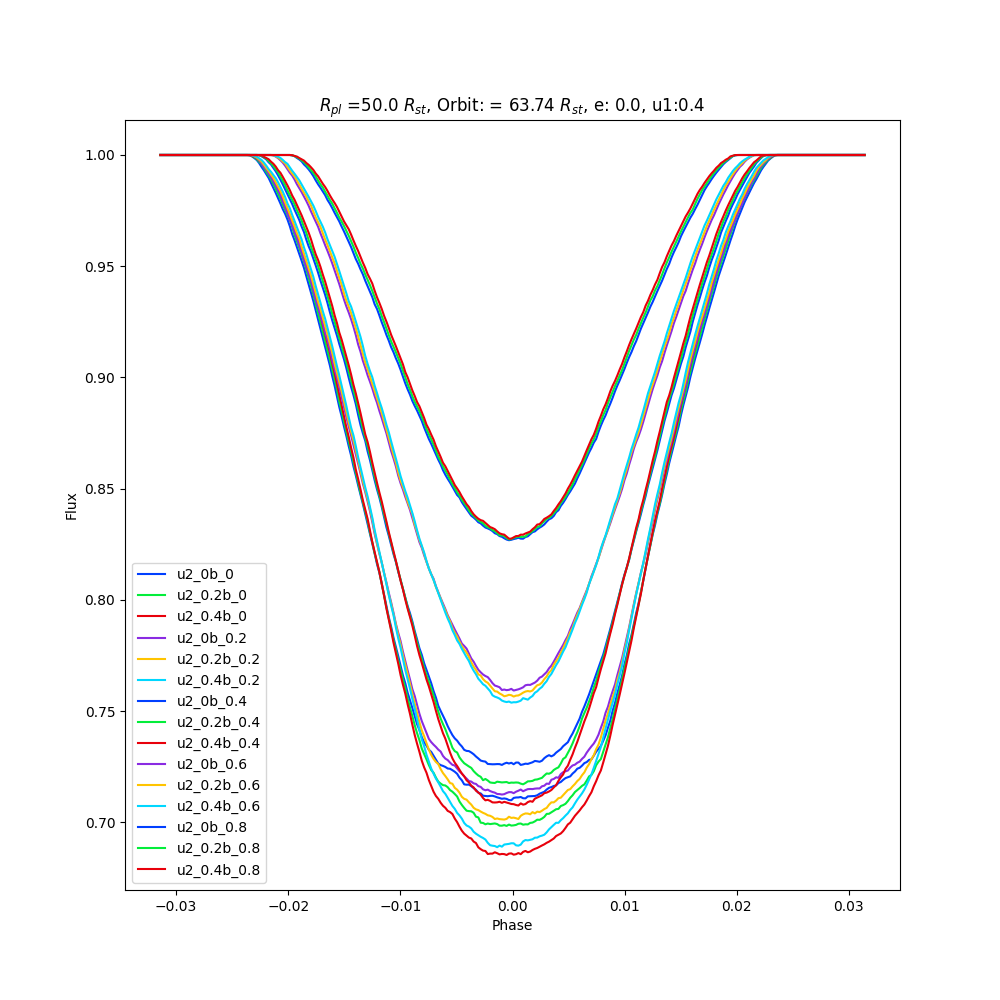 R_pl =50.0 R_st, Orbit: = 63.74 R_st, e: 0.0, u1:0.4
1.00
0.95
0.90
0.85
0.80
0.75
0.70
Flux
u2_0b_0
u2_0.2b_0
u2_0.4b_0
u2_0b_0.2
u2_0.2b_0.2
u2_0.4b_0.2
u2_0b_0.4
u2_0.2b_0.4
u2_0.4b_0.4
u2_0b_0.6
u2_0.2b_0.6
u2_0.4b_0.6
u2_0b_0.8
u2_0.2b_0.8
u2_0.4b_0.8
−0.03 −0.02 −0.01 0.00 0.01 0.02 0.03
Phase